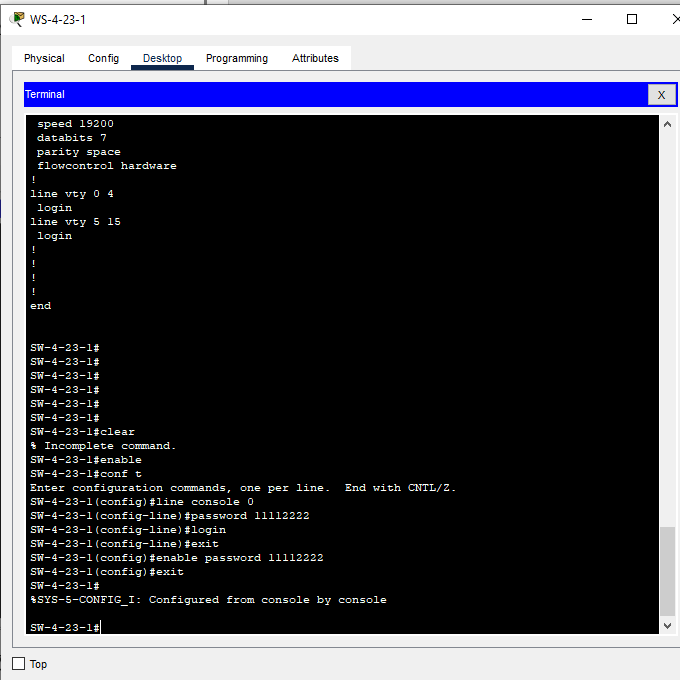 WS-4-23-1
Physical Config Desktop Programming Attributes
Terminal X
speed 19200
databits 7
parity space
flowcontrol hardware
!
line vty 0 4
login
line vty 5 15
login
!
!
!
!
end
SW-4-23-1#
SW-4-23-1#
SW-4-23-1#
SW-4-23-1#
SW-4-23-1#
SW-4-23-1#
SW-4-23-1#clear
% Incomplete command.
SW-4-23-1#enable
SW-4-23-1#conf t
Enter configuration commands, one per line.  End with CNTL/Z.
SW-4-23-1(config)#line console 0
SW-4-23-1(config-line)#password 11112222
SW-4-23-1(config-line)#login
SW-4-23-1(config-line)#exit
SW-4-23-1(config)#enable password 11112222
SW-4-23-1(config)#exit
SW-4-23-1#
%SYS-5-CONFIG_I: Configured from console by console
SW-4-23-1#
Top